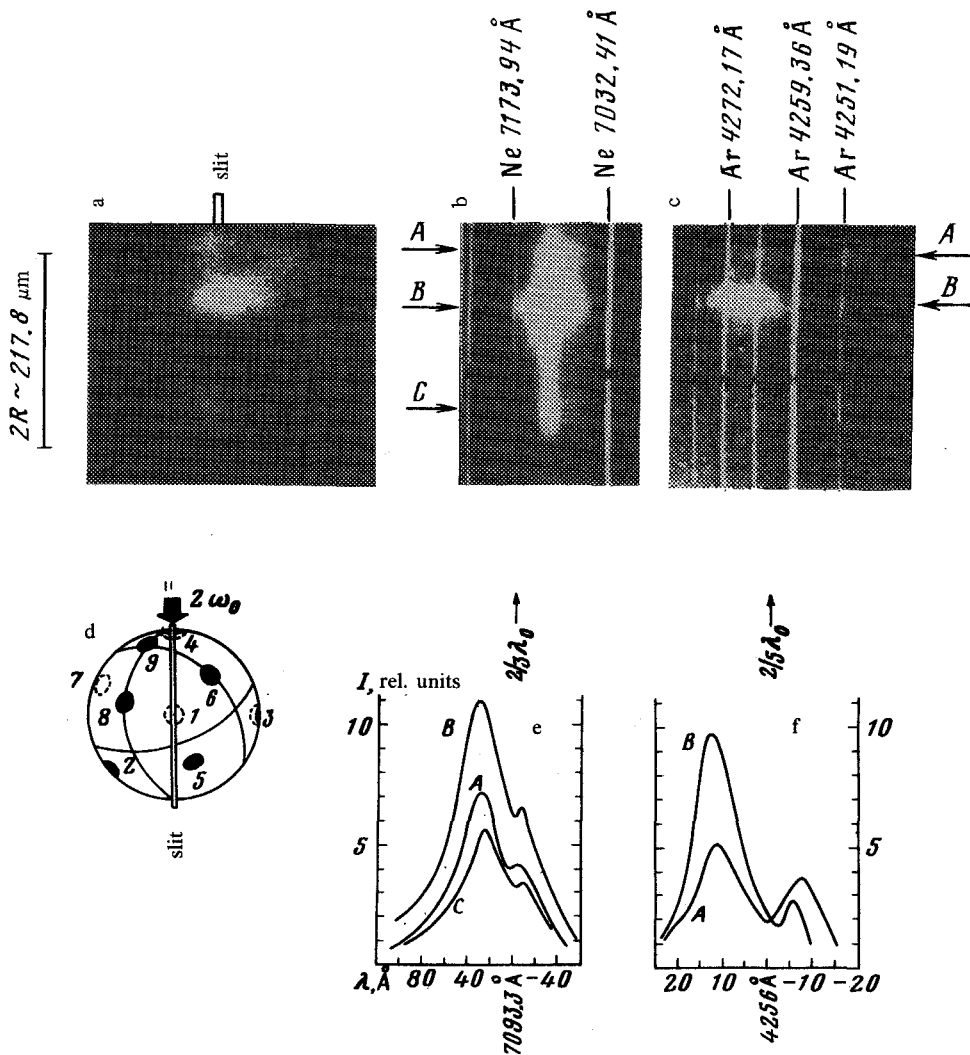 a
slit
2R ~ 217.8 μm
b
Ne 7173,94 Å
Ne 7032,41 Å
A
B
C
c
Ar 4272,17 Å
Ar 4259,36 Å
Ar 4251,19 Å
A
B
d
2ω₀
4
9
7
6
8
1
3
2
5
slit
2/3λ₀
I, rel. units
e
10
5
B
A
C
λ, Å 80 40 7093.3 Å -40
2/5λ₀
f
10
5
B
A
20 10 4256 Å -10 -20